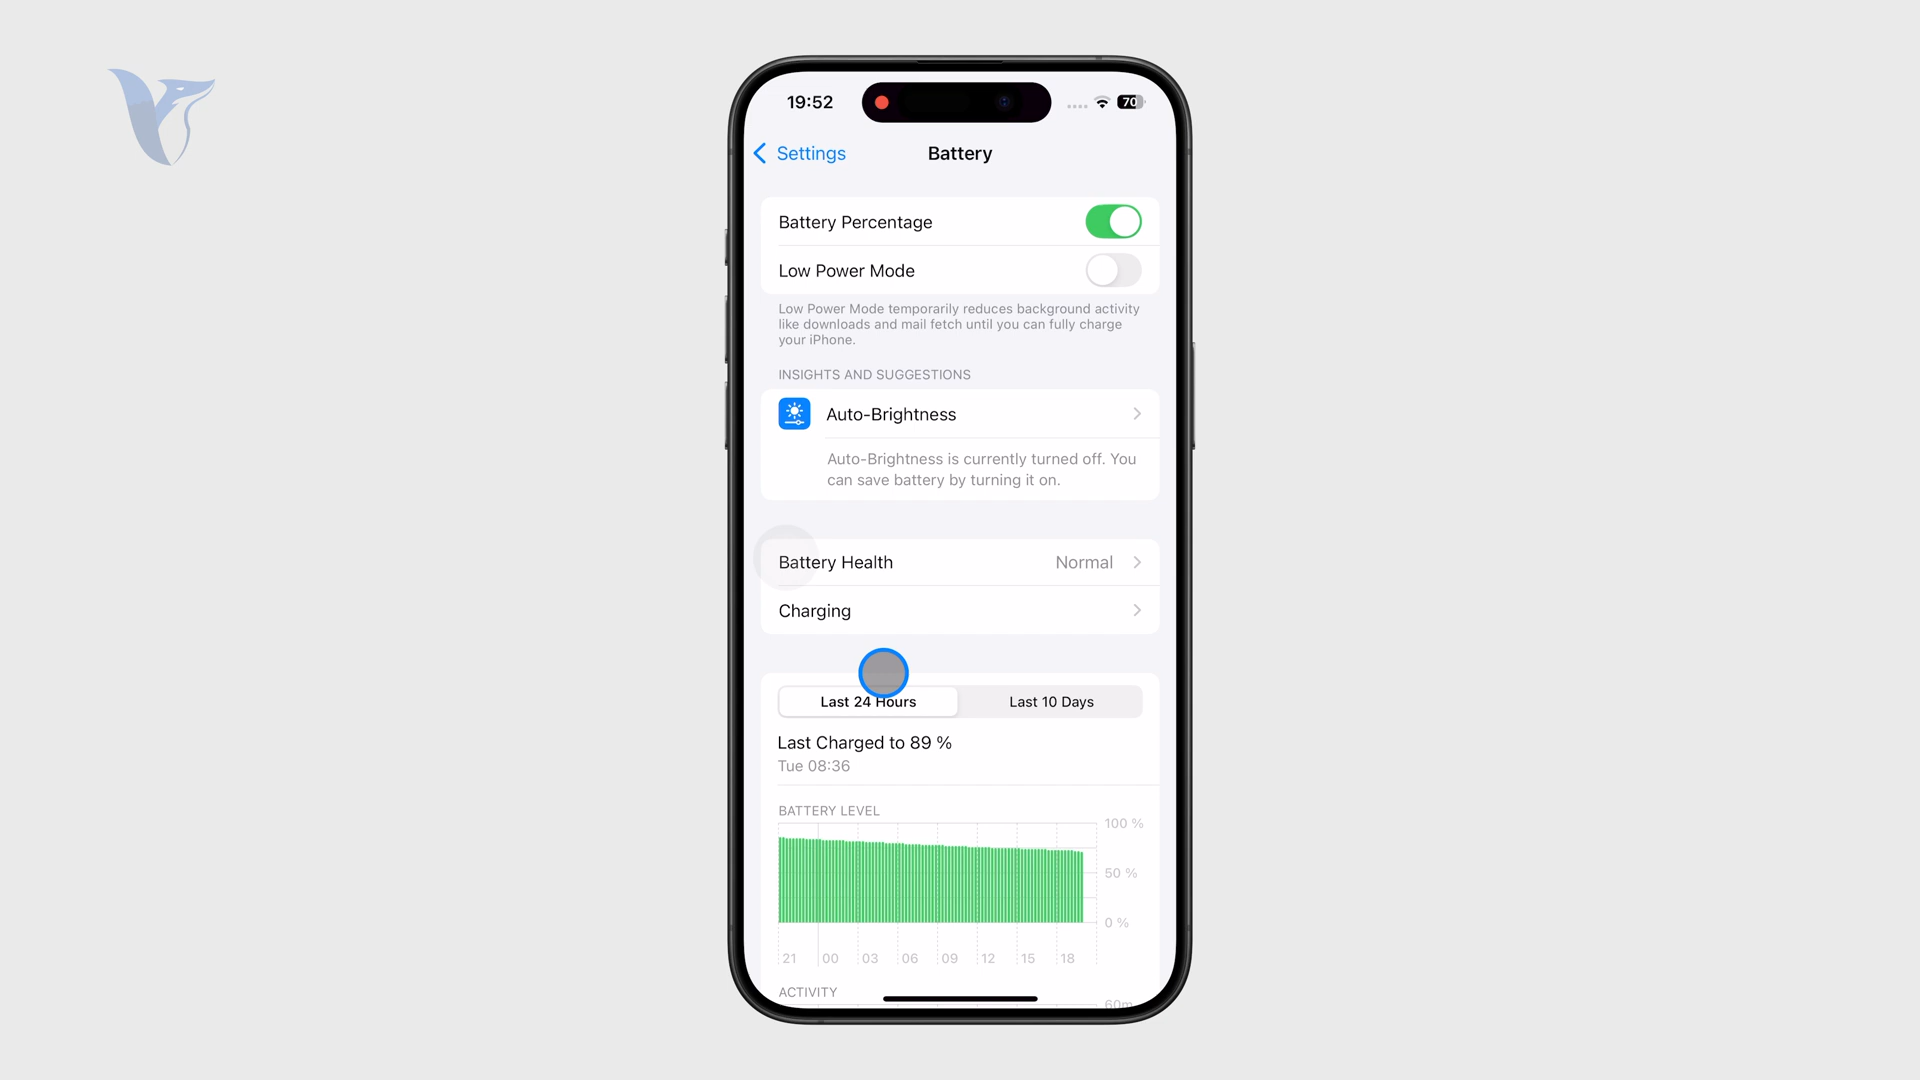 19:52
70
Settings
Battery
Battery Percentage
Low Power Mode
Low Power Mode temporarily reduces background activity
like downloads and mail fetch until you can fully charge
your iPhone.
INSIGHTS AND SUGGESTIONS
Auto-Brightness
Auto-Brightness is currently turned off. You
can save battery by turning it on.
Battery Health
Normal
Charging
Last 24 Hours
Last 10 Days
Last Charged to 89 %
Tue 08:36
BATTERY LEVEL
100 %
50 %
0 %
21 00 03 06 09 12 15 18
ACTIVITY
60m